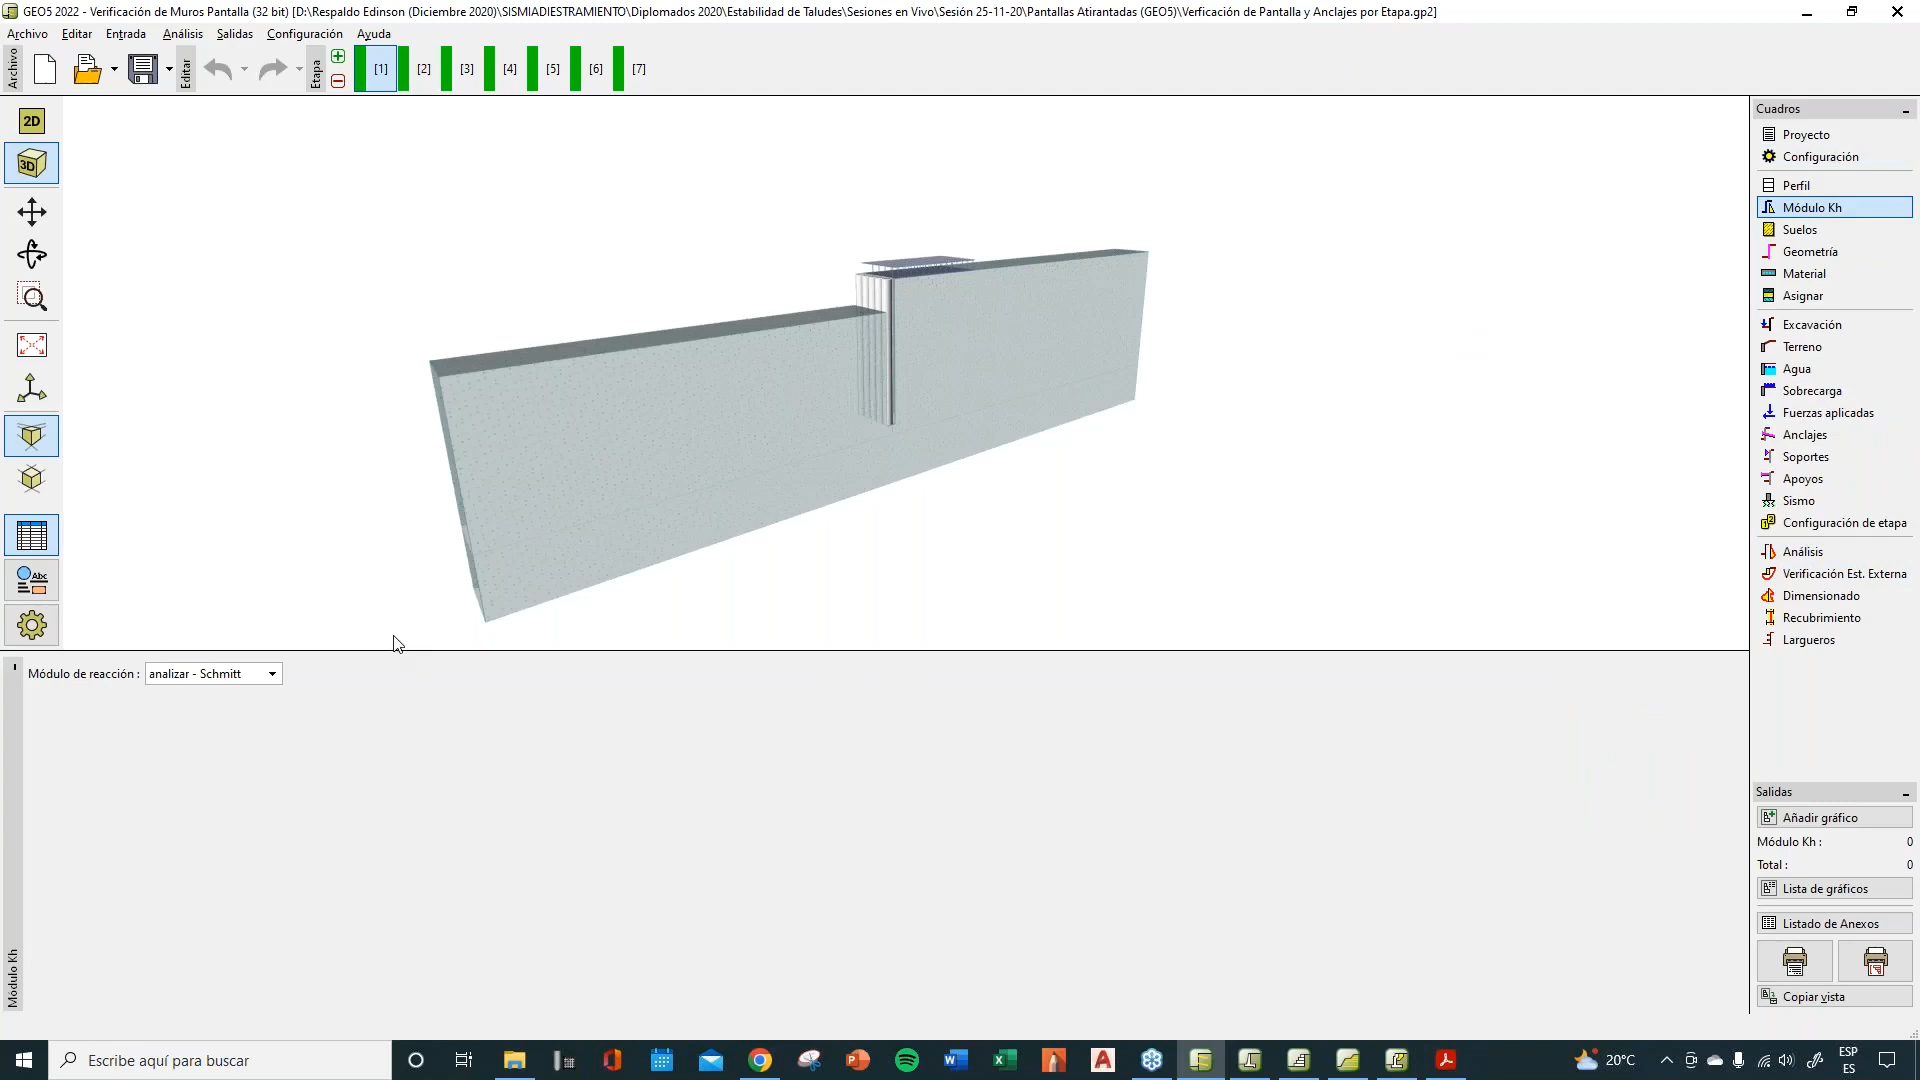 GEO5 2022 - Verificación de Muros Pantalla (32 bit) [D:\Respaldo Edinson (Diciembre 2020)\SISMIADIESTRAMIENTO\Diplomados 2020\Estabilidad de Taludes\Sesiones en Vivo\Sesión 25-11-20\Pantallas Atirantadas (GEO5)\Verficación de Pantalla y Anclajes por Etapa.gp2]
Archivo Editar Entrada Análisis Salidas Configuración Ayuda
Archivo
Editar
Etapa
[1] [2] [3] [4] [5] [6] [7]
2D
3D
Abc
Cuadros
Proyecto
Configuración
Perfil
Módulo Kh
Suelos
Geometría
Material
Asignar
Excavación
Terreno
Agua
Sobrecarga
Fuerzas aplicadas
Anclajes
Soportes
Apoyos
Sismo
Configuración de etapa
Análisis
Verificación Est. Externa
Dimensionado
Recubrimiento
Largueros
Módulo de reacción : analizar - Schmitt
Módulo Kh
Salidas
Añadir gráfico
Módulo Kh : 0
Total : 0
Lista de gráficos
Listado de Anexos
Copiar vista
Escribe aquí para buscar
20°C
ESP
ES